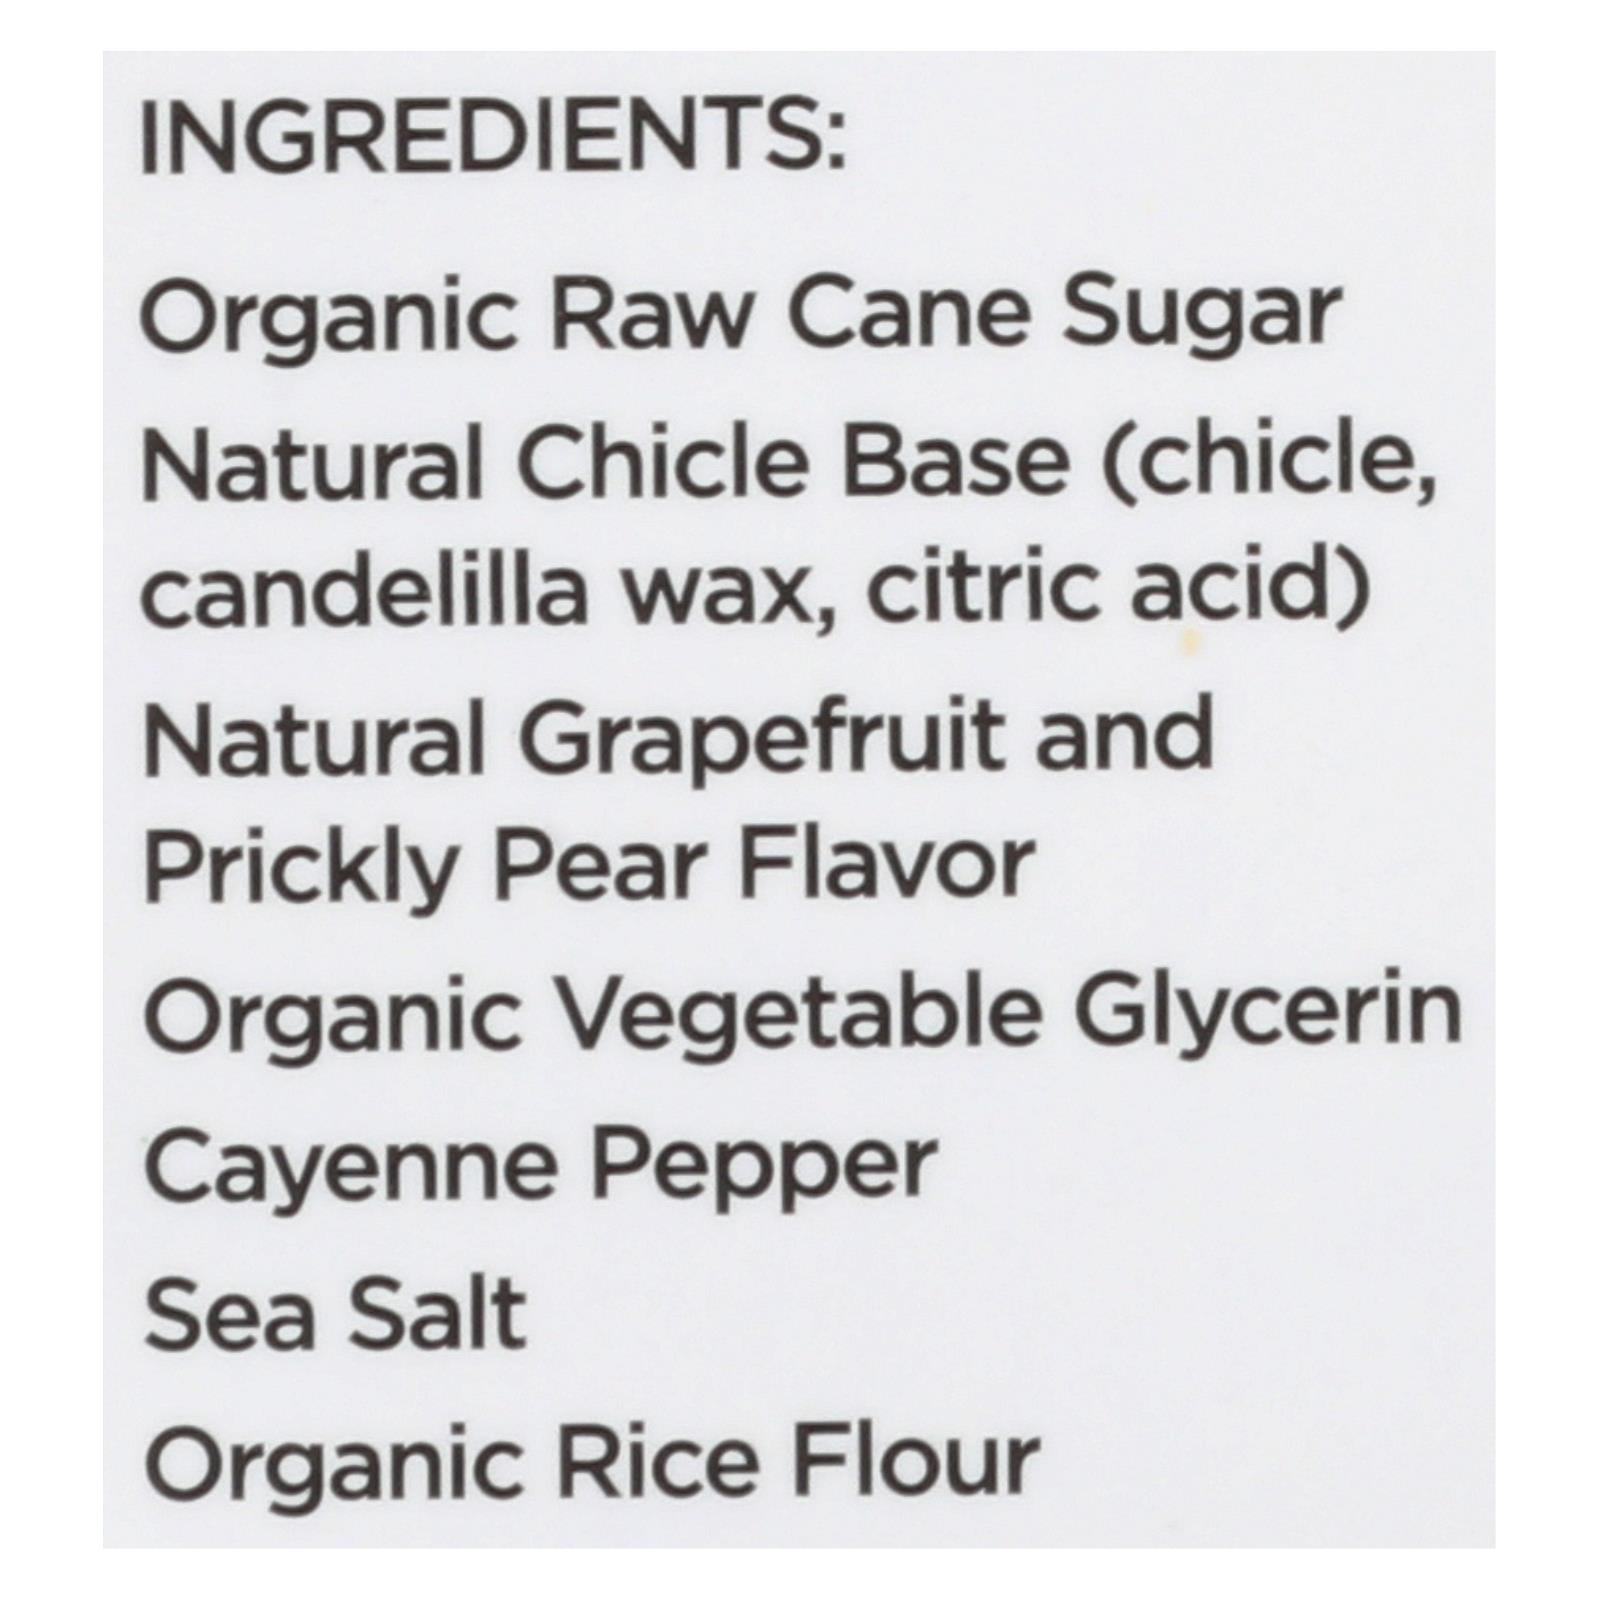 INGREDIENTS:
Organic Raw Cane Sugar
Natural Chicle Base (chicle,
candelilla wax, citric acid)
Natural Grapefruit and
Prickly Pear Flavor
Organic Vegetable Glycerin
Cayenne Pepper
Sea Salt
Organic Rice Flour